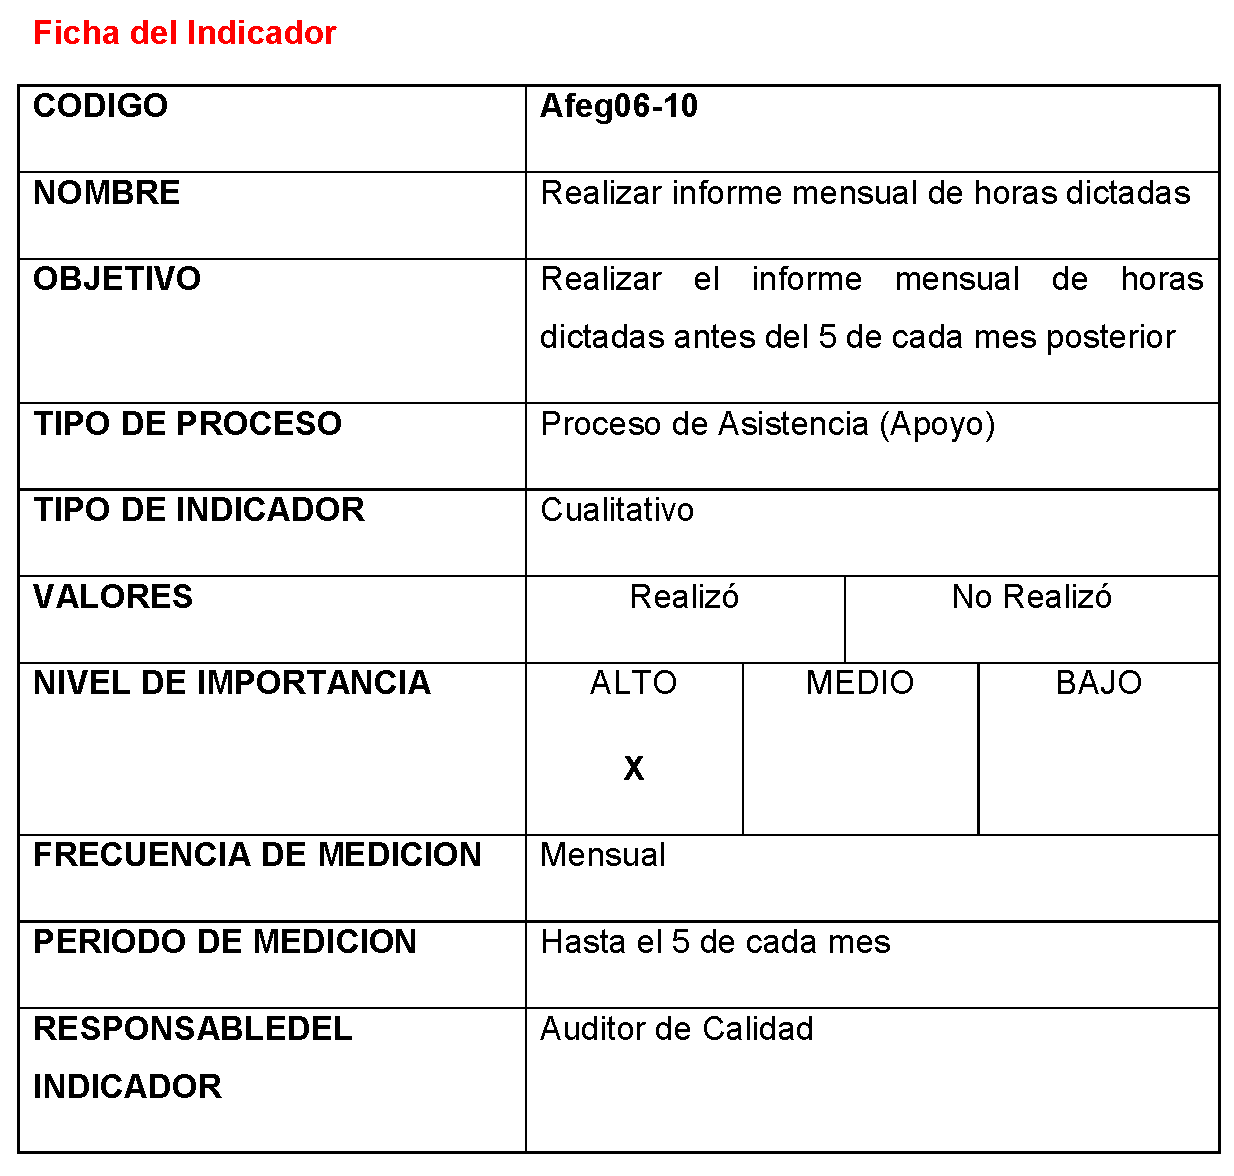 Ficha del Indicador
CODIGO Afeg06-10
NOMBRE Realizar informe mensual de horas dictadas
OBJETIVO Realizar el informe mensual de horas
dictadas antes del 5 de cada mes posterior
TIPO DE PROCESO Proceso de Asistencia (Apoyo)
TIPO DE INDICADOR Cualitativo
VALORES Realizó No Realizó
NIVEL DE IMPORTANCIA ALTO MEDIO BAJO
X
FRECUENCIA DE MEDICION Mensual
PERIODO DE MEDICION Hasta el 5 de cada mes
RESPONSABLEDEL Auditor de Calidad
INDICADOR